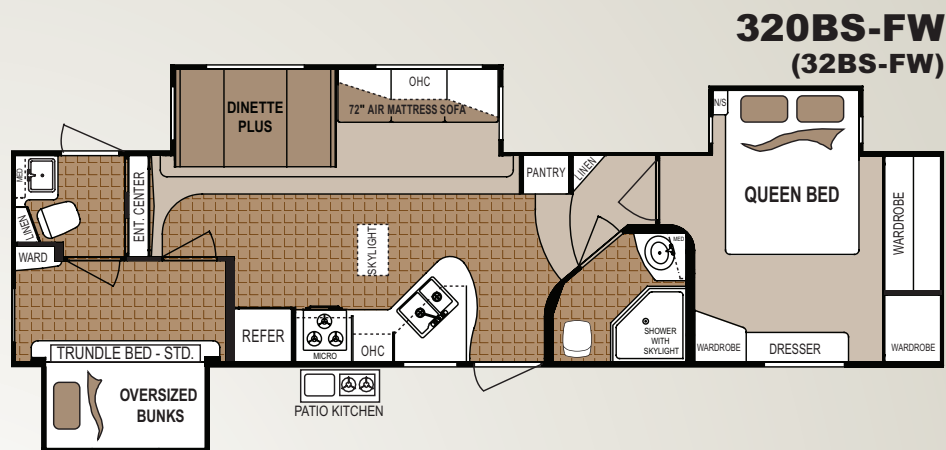 320BS-FW
(32BS-FW)
DINETTE
PLUS
OHC
72" AIR MATTRESS SOFA
N/S
QUEEN BED
WARDROBE
MED
LINEN
WARD
ENT. CENTER
PANTRY
LINEN
SKYLIGHT
MED
REFER
MICRO
OHC
SHOWER
WITH
SKYLIGHT
WARDROBE
DRESSER
WARDROBE
TRUNDLE BED - STD.
OVERSIZED
BUNKS
PATIO KITCHEN